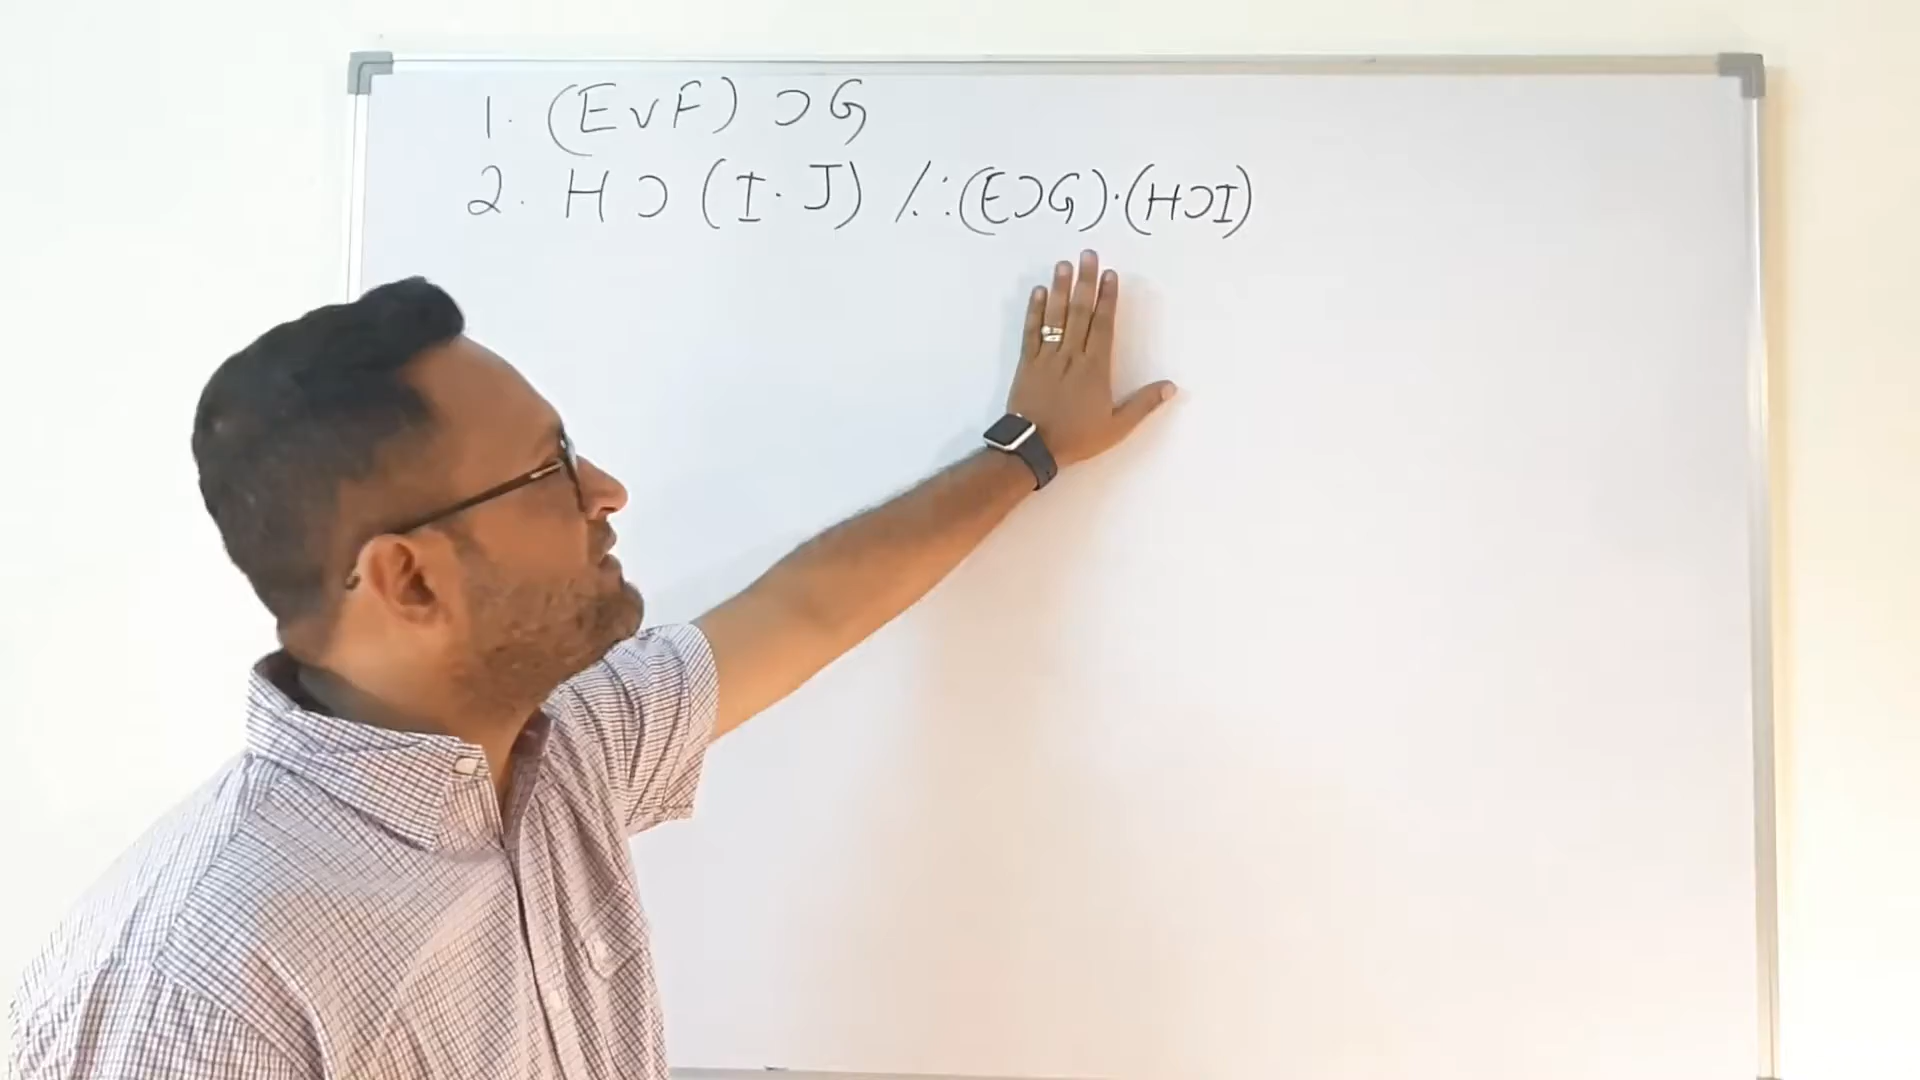 1. (E v F) ⊃ G
2. H ⊃ (I · J) /∴ (E ⊃ G) · (H ⊃ I)